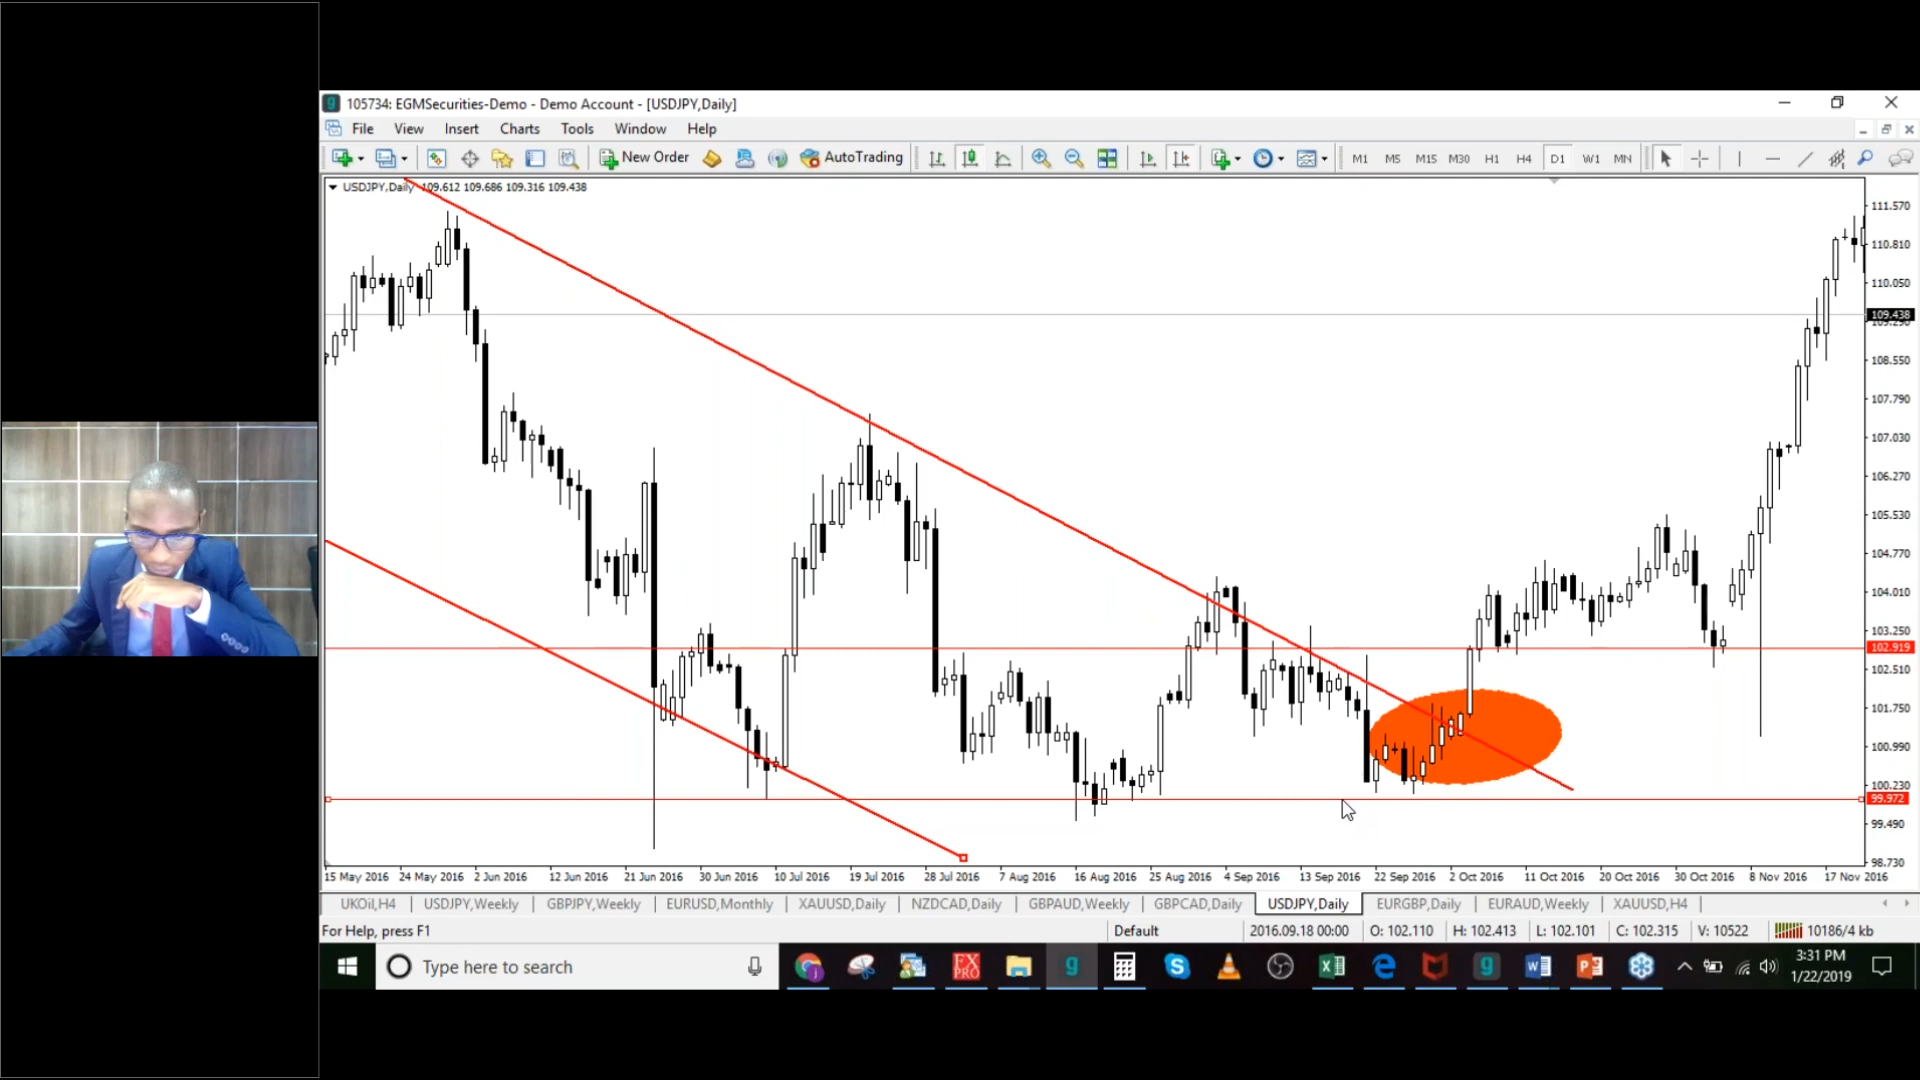 105734: EGMSecurities-Demo - Demo Account - [USDJPY,Daily]
File View Insert Charts Tools Window Help
New Order AutoTrading M1 M5 M15 M30 H1 H4 D1 W1 MN
USDJPY,Daily 109.612 109.686 109.316 109.438
111.570
110.810
110.050
109.438
108.550
107.790
107.030
106.270
105.530
104.770
104.010
103.250
102.919
102.510
101.750
100.990
100.230
99.972
99.490
98.730
15 May 2016 24 May 2016 2 Jun 2016 12 Jun 2016 21 Jun 2016 30 Jun 2016 10 Jul 2016 19 Jul 2016 28 Jul 2016 7 Aug 2016 16 Aug 2016 25 Aug 2016 4 Sep 2016 13 Sep 2016 22 Sep 2016 2 Oct 2016 11 Oct 2016 20 Oct 2016 30 Oct 2016 8 Nov 2016 17 Nov 2016
UKOil,H4 USDJPY,Weekly GBPJPY,Weekly EURUSD,Monthly XAUUSD,Daily NZDCAD,Daily GBPAUD,Weekly GBPCAD,Daily USDJPY,Daily EURGBP,Daily EURAUD,Weekly XAUUSD,H4
For Help, press F1 Default 2016.09.18 00:00 O: 102.110 H: 102.413 L: 102.101 C: 102.315 V: 10522 10186/4 kb
Type here to search FX PRO 3:31 PM
1/22/2019